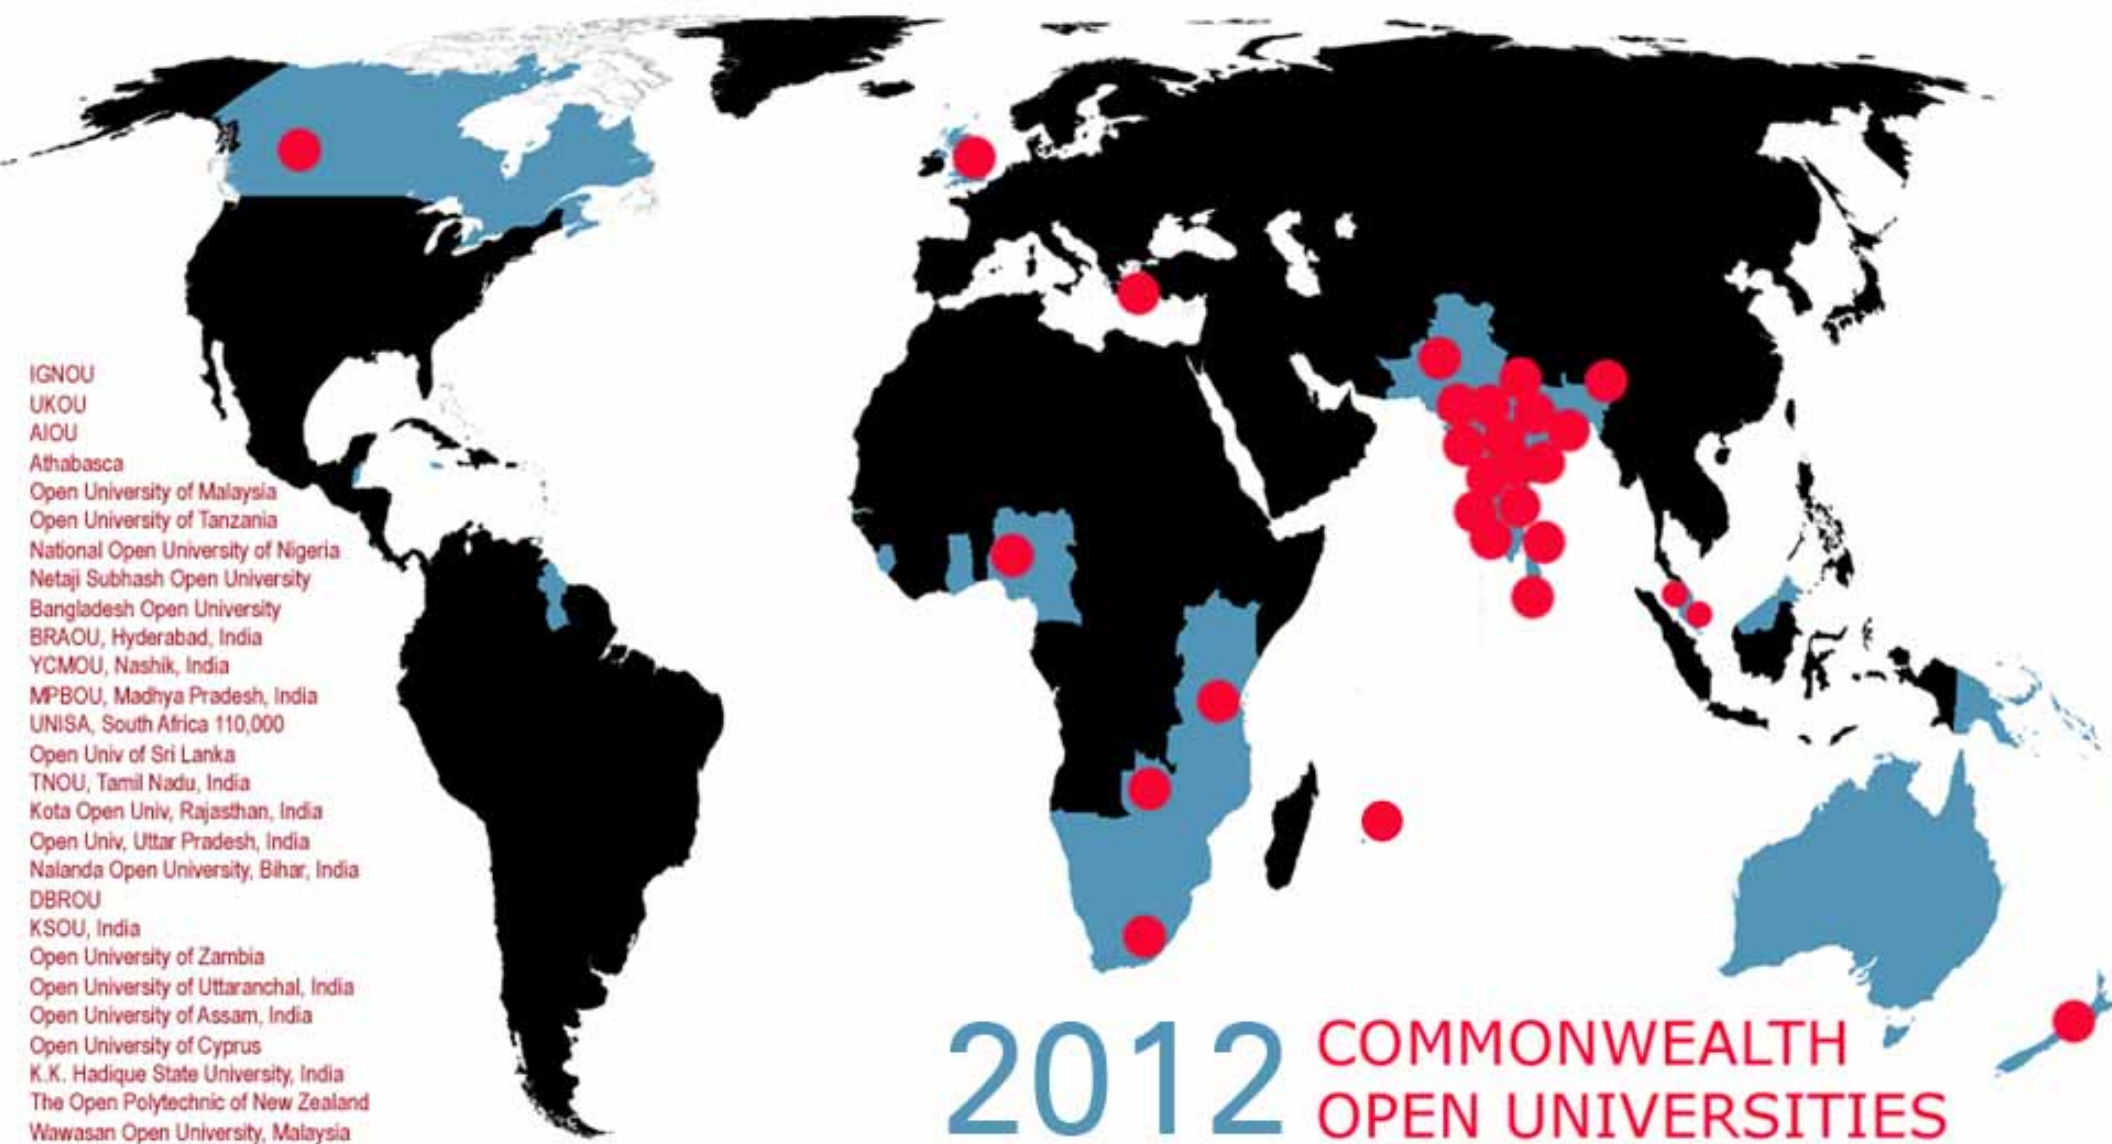 IGNOU
UKOU
AIOU
Athabasca
Open University of Malaysia
Open University of Tanzania
National Open University of Nigeria
Netaji Subhash Open University
Bangladesh Open University
BRAOU, Hyderabad, India
YCMOU, Nashik, India
MPBOU, Madhya Pradesh, India
UNISA, South Africa 110,000
Open Univ of Sri Lanka
TNOU, Tamil Nadu, India
Kota Open Univ, Rajasthan, India
Open Univ, Uttar Pradesh, India
Nalanda Open University, Bihar, India
DBROU
KSOU, India
Open University of Zambia
Open University of Uttaranchal, India
Open University of Assam, India
Open University of Cyprus
K.K. Hadique State University, India
The Open Polytechnic of New Zealand
Wawasan Open University, Malaysia
2012
COMMONWEALTH
OPEN UNIVERSITIES